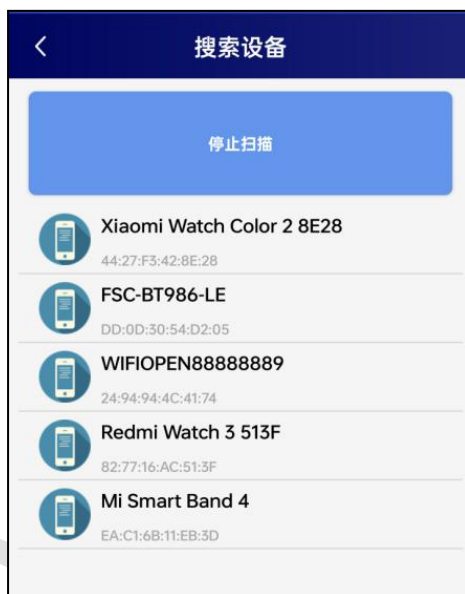 搜索设备
停止扫描
Xiaomi Watch Color 2 8E28
44:27:F3:42:8E:28
FSC-BT986-LE
DD:0D:30:54:D2:05
WIFIOPEN88888889
24:94:94:4C:41:74
Redmi Watch 3 513F
82:77:16:AC:51:3F
Mi Smart Band 4
EA:C1:6B:11:EB:3D